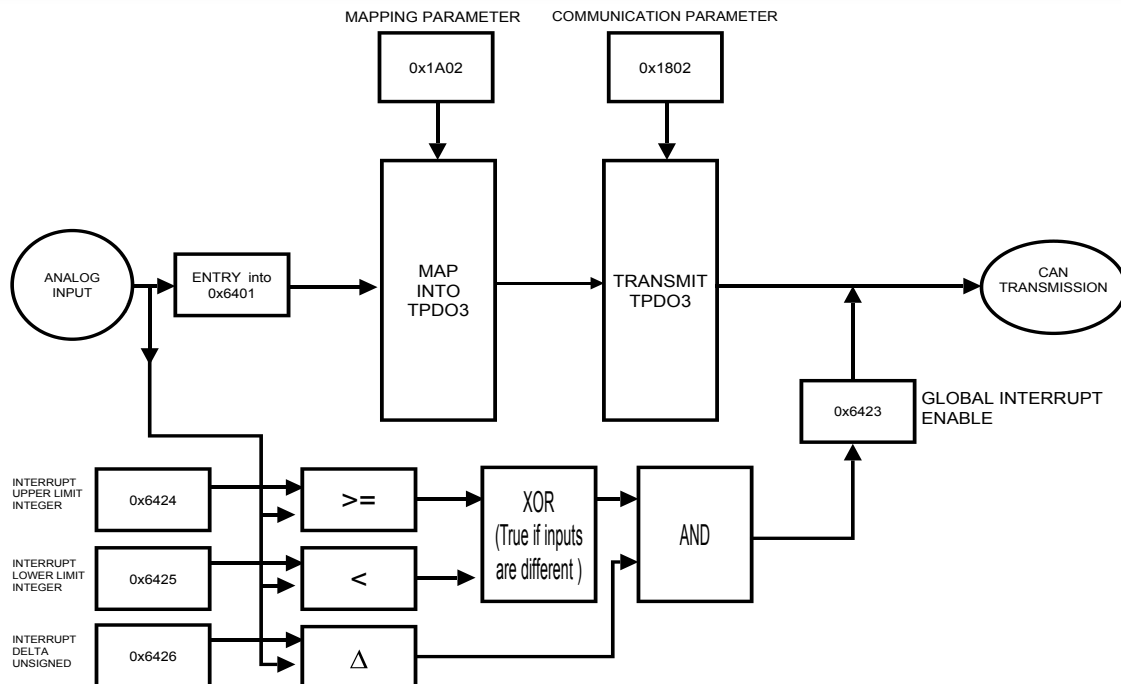 MAPPING PARAMETER
COMMUNICATION PARAMETER
0x1A02
0x1802
ANALOG
INPUT
ENTRY into
0x6401
MAP
INTO
TPDO3
TRANSMIT
TPDO3
CAN
TRANSMISSION
0x6423
GLOBAL INTERRUPT
ENABLE
INTERRUPT
UPPER LIMIT
INTEGER
0x6424
>=
XOR
(True if inputs
are different )
AND
INTERRUPT
LOWER LIMIT
INTEGER
0x6425
<
INTERRUPT
DELTA
UNSIGNED
0x6426
Δ